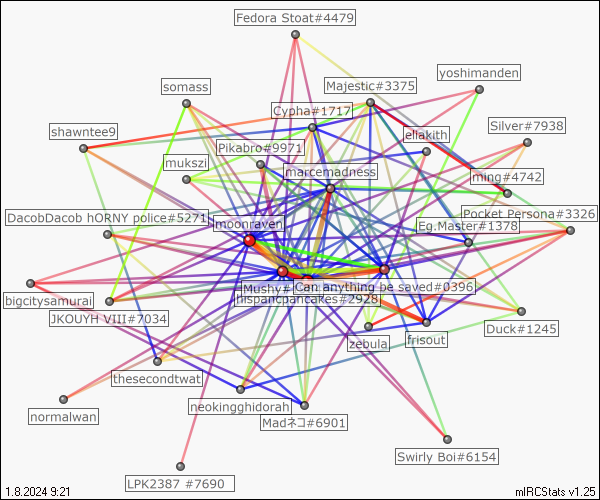 Fedora Stoat#4479
yoshimanden
somass
Majestic#3375
Cypha#1717
Silver#7938
shawntee9
eliakith
Pikabro#9971
mukszi
marcemadness
ming#4742
Pocket Persona#3326
DacobDacob hORNY police#5271
moonraven
Eg.Master#1378
Mushy#
Can anything be saved#0396
hispancpancakes#2928
bigcitysamurai
JKOUYH VIII#7034
Duck#1245
zebula
frisout
thesecondtwat
neokingghidorah
normalwan
Madネコ#6901
Swirly Boi#6154
LPK2387 #7690
1.8.2024 9:21
mIRCStats v1.25